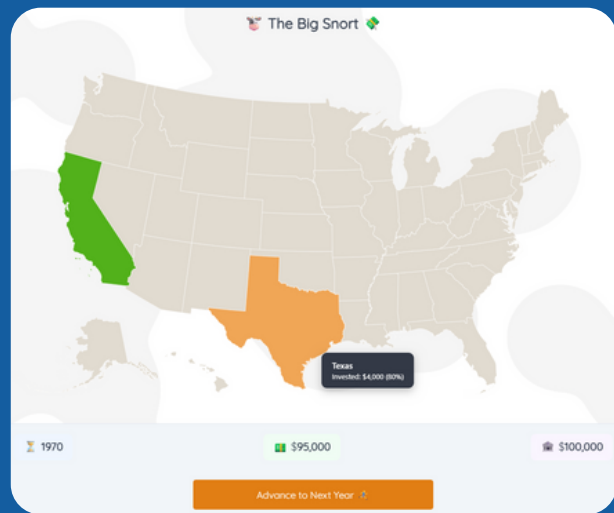 The Big Snort
Texas
Invested: $4,000 (80%)
1970
$95,000
$100,000
Advance to Next Year